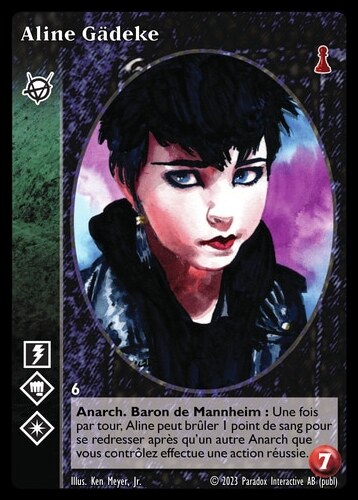 Aline Gädeke
6
Anarch. Baron de Mannheim : Une fois
par tour, Aline peut brûler 1 point de sang pour
se redresser après qu'un autre Anarch que
vous contrôlez effectue une action réussie.
7
Illus. Ken Meyer, Jr.
© 2023 Paradox Interactive AB (publ)